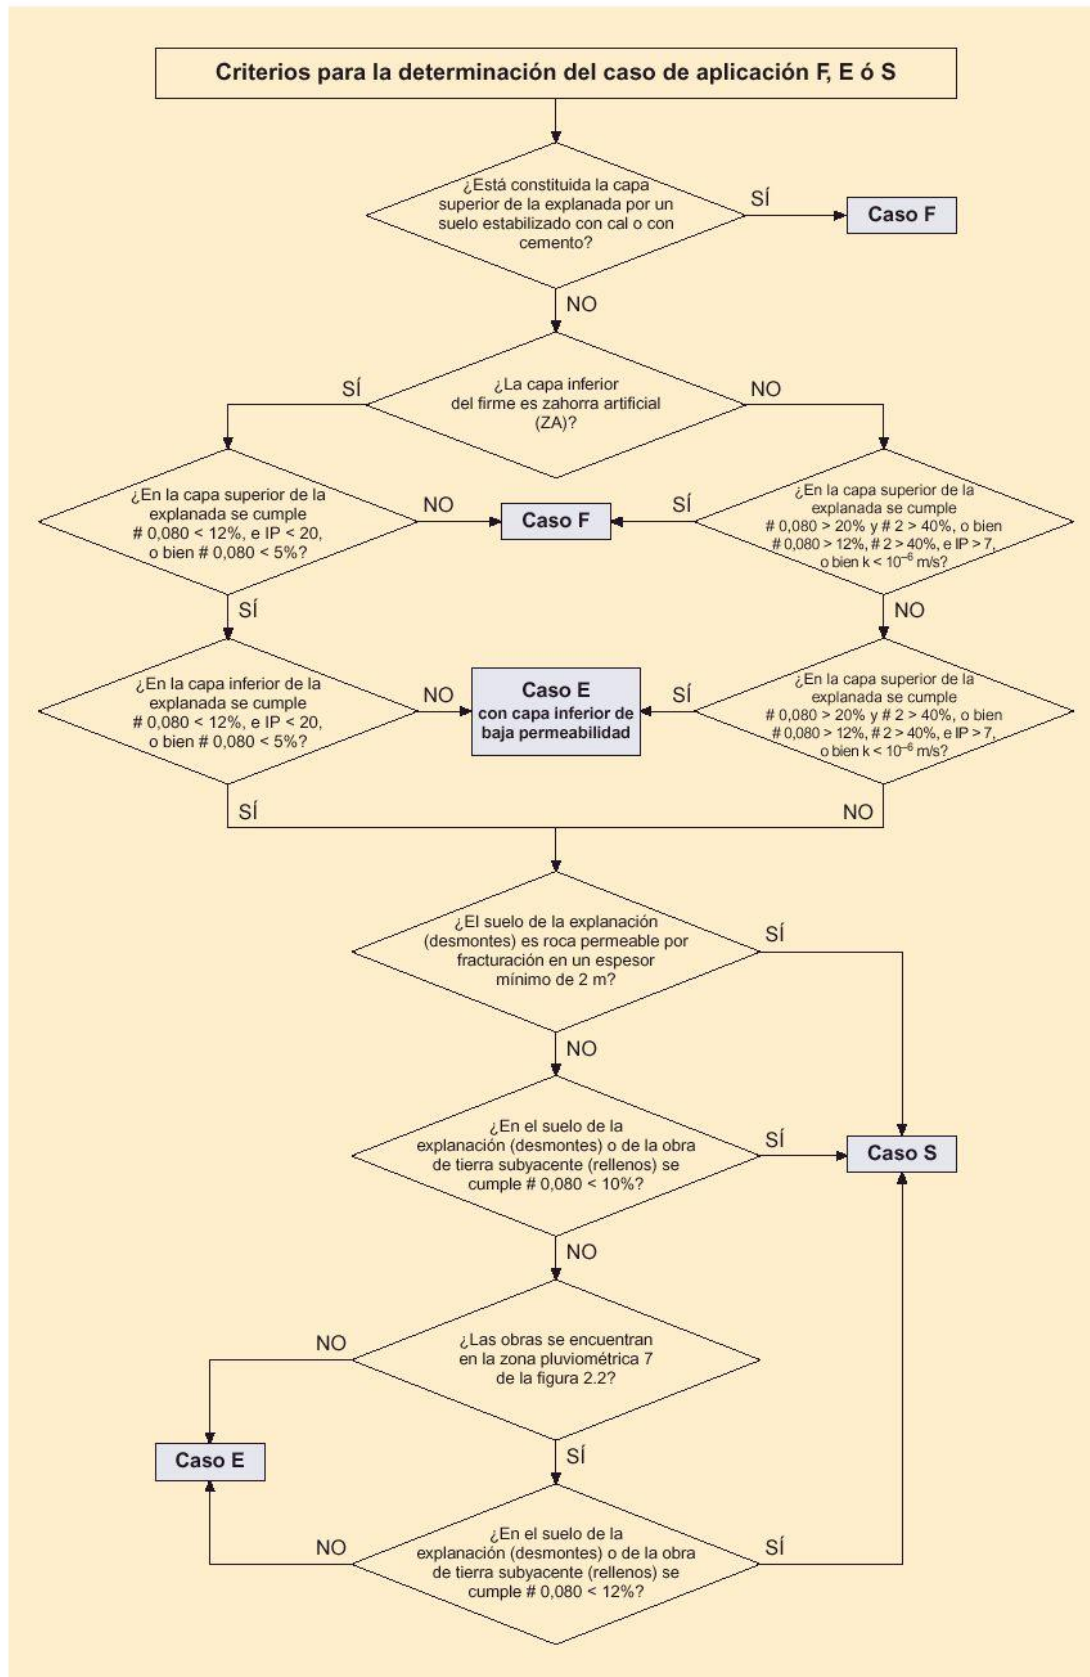 Criterios para la determinación del caso de aplicación F, E ó S
¿Está constituida la capa
superior de la explanada por un
suelo estabilizado con cal o con
cemento?
SÍ
Caso F
NO
¿La capa inferior
del firme es zahorra artificial
(ZA)?
SÍ
NO
¿En la capa superior de la
explanada se cumple
# 0,080 < 12%, e IP < 20,
o bien # 0,080 < 5%?
NO
Caso F
SÍ
¿En la capa superior de la
explanada se cumple
# 0,080 > 20% y # 2 > 40%, o bien
# 0,080 > 12%, # 2 > 40%, e IP > 7,
o bien k < 10⁻⁶ m/s?
SÍ
NO
¿En la capa inferior de la
explanada se cumple
# 0,080 < 12%, e IP < 20,
o bien # 0,080 < 5%?
NO
Caso E
con capa inferior de
baja permeabilidad
SÍ
¿En la capa superior de la
explanada se cumple
# 0,080 > 20% y # 2 > 40%, o bien
# 0,080 > 12%, # 2 > 40%, e IP > 7,
o bien k < 10⁻⁶ m/s?
SÍ
NO
¿El suelo de la explanación
(desmontes) es roca permeable por
fracturación en un espesor
mínimo de 2 m?
SÍ
NO
¿En el suelo de la
explanación (desmontes) o de la obra
de tierra subyacente (rellenos) se
cumple # 0,080 < 10%?
SÍ
Caso S
NO
¿Las obras se encuentran
en la zona pluviométrica 7
de la figura 2.2?
NO
Caso E
SÍ
¿En el suelo de la
explanación (desmontes) o de la obra
de tierra subyacente (rellenos) se
cumple # 0,080 < 12%?
NO
SÍ